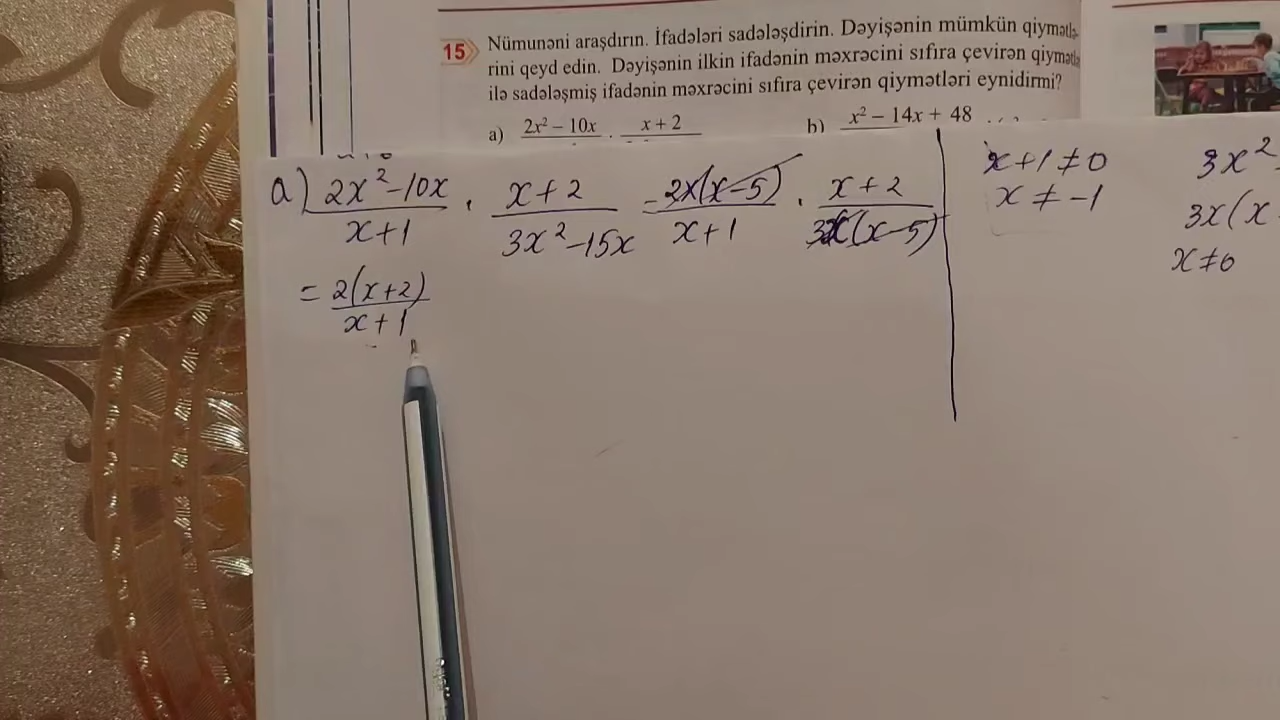 15 Nümunəni araşdırın. İfadələri sadələşdirin. Dəyişənin mümkün qiymətlə-
rini qeyd edin. Dəyişənin ilkin ifadənin məxrəcini sıfıra çevirən qiymətlə
ilə sadələşmiş ifadənin məxrəcini sıfıra çevirən qiymətləri eynidirmi?
a) 2x² – 10x · x + 2
b) x² – 14x + 48
a) 2x² – 10x · x + 2 = 2x(x – 5) · x + 2
x + 1 3x² – 15x x + 1 3x(x – 5)
= 2(x + 2)
x + 1
x + 1 ≠ 0
x ≠ –1
3x² –
3x(x
x ≠ 0